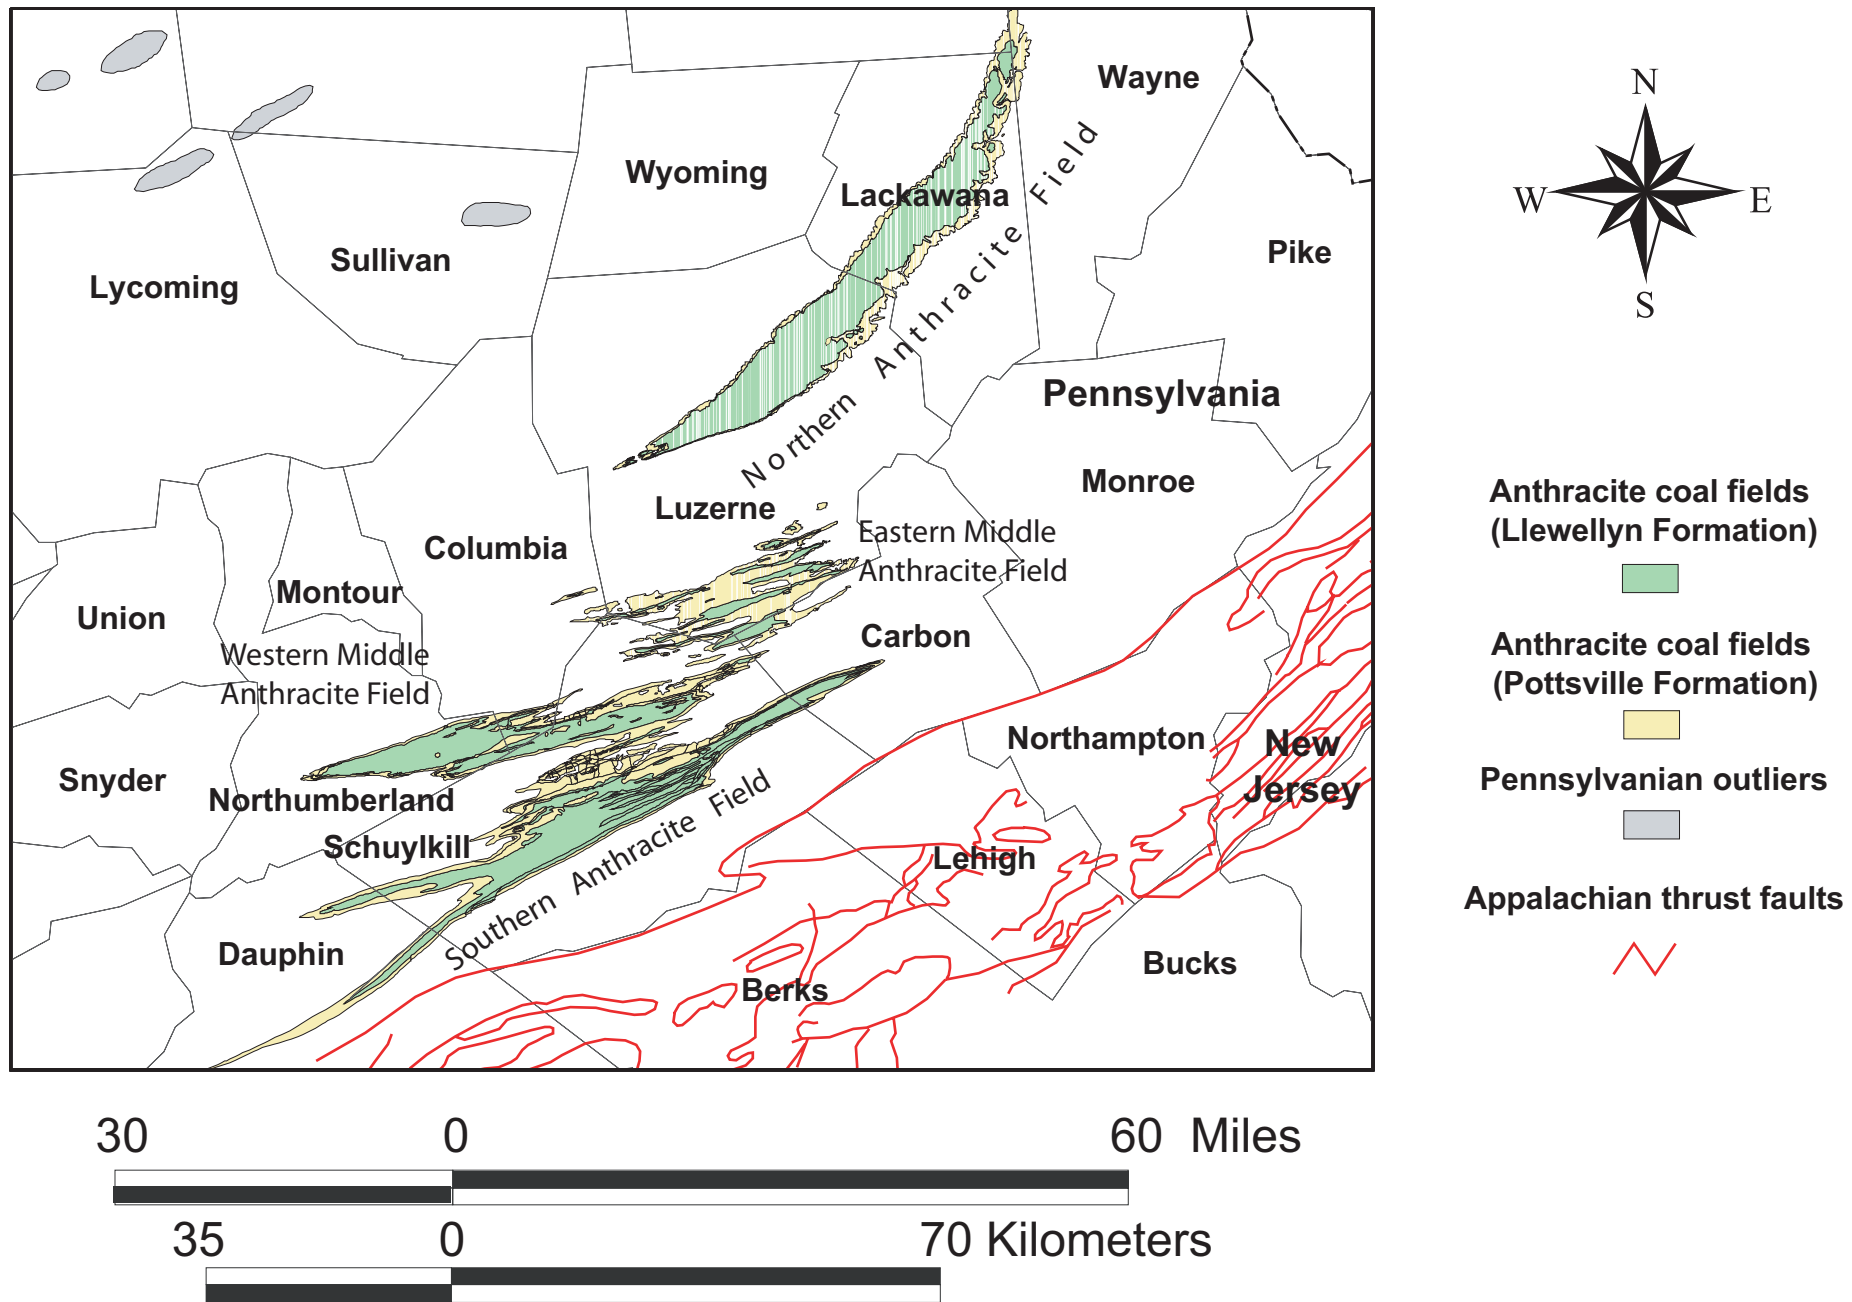 Wayne
Wyoming
Lackawana
Sullivan
Pike
Lycoming
Northern Anthracite Field
Pennsylvania
Monroe
Luzerne
Columbia
Eastern Middle
Anthracite Field
Montour
Union
Carbon
Western Middle
Anthracite Field
Northampton
New
Jersey
Snyder
Northumberland
Schuylkill
Lehigh
Southern Anthracite Field
Dauphin
Berks
Bucks
N
W
E
S
Anthracite coal fields
(Llewellyn Formation)
Anthracite coal fields
(Pottsville Formation)
Pennsylvanian outliers
Appalachian thrust faults
30 0 60 Miles
35 0 70 Kilometers